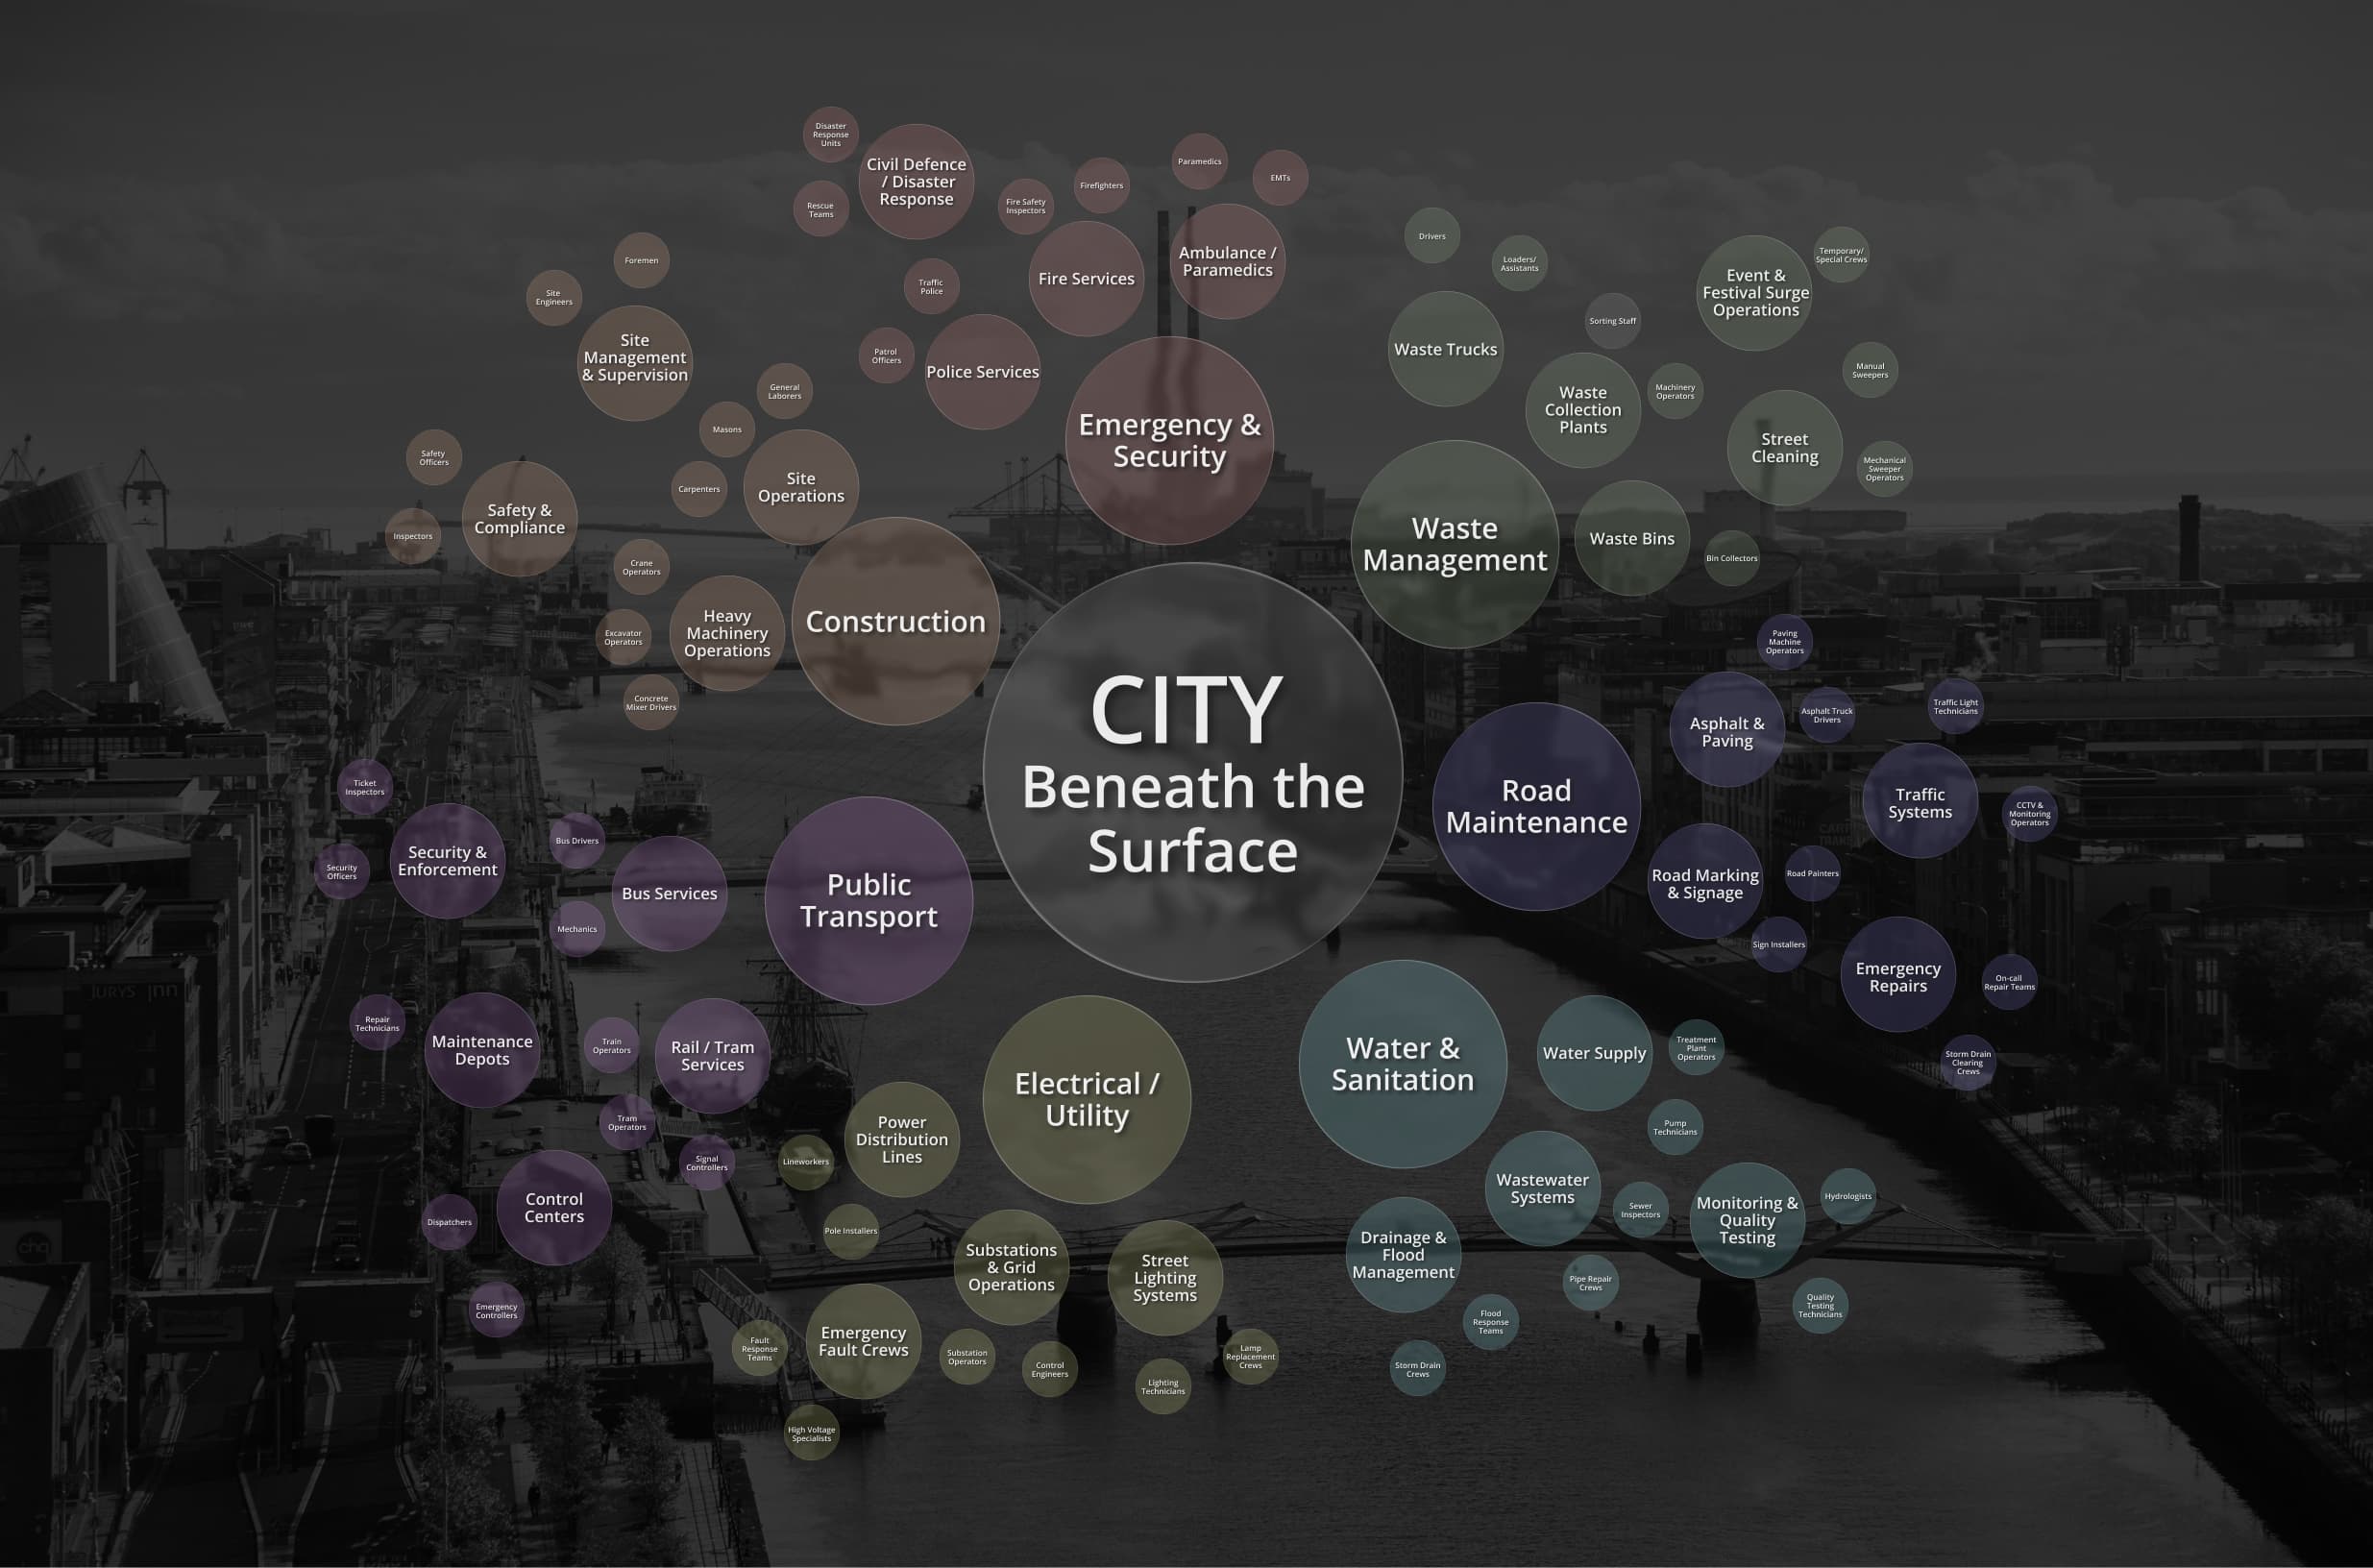 CITY
Beneath the
Surface
Emergency &
Security
Civil Defence
/ Disaster
Response
Disaster
Response
Units
Rescue
Teams
Fire Services
Fire Safety
Inspectors
Firefighters
Ambulance /
Paramedics
Paramedics
EMTs
Police Services
Traffic
Police
Patrol
Officers
Waste
Management
Waste Trucks
Drivers
Loaders/
Assistants
Waste
Collection
Plants
Sorting Staff
Machinery
Operators
Event &
Festival Surge
Operations
Temporary/
Special Crews
Street
Cleaning
Manual
Sweepers
Mechanical
Sweeper
Operators
Waste Bins
Bin Collectors
Road
Maintenance
Asphalt &
Paving
Paving
Machine
Operators
Asphalt Truck
Drivers
Traffic
Systems
Traffic Light
Technicians
CCTV &
Monitoring
Operators
Road Marking
& Signage
Road Painters
Sign Installers
Emergency
Repairs
On-call
Repair Teams
Storm Drain
Clearing
Crews
Water &
Sanitation
Water Supply
Treatment
Plant
Operators
Pump
Technicians
Wastewater
Systems
Sewer
Inspectors
Pipe Repair
Crews
Monitoring &
Quality
Testing
Hydrologists
Quality
Testing
Technicians
Drainage &
Flood
Management
Flood
Response
Teams
Storm Drain
Crews
Electrical /
Utility
Power
Distribution
Lines
Lineworkers
Pole Installers
Substations
& Grid
Operations
Substation
Operators
Control
Engineers
Street
Lighting
Systems
Lighting
Technicians
Lamp
Replacement
Crews
Emergency
Fault Crews
Fault
Response
Teams
High Voltage
Specialists
Public
Transport
Bus Services
Bus Drivers
Mechanics
Security &
Enforcement
Ticket
Inspectors
Security
Officers
Rail / Tram
Services
Train
Operators
Tram
Operators
Signal
Controllers
Maintenance
Depots
Repair
Technicians
Control
Centers
Dispatchers
Emergency
Controllers
Construction
Site
Management
& Supervision
Foremen
Site
Engineers
Site
Operations
General
Laborers
Masons
Carpenters
Safety &
Compliance
Safety
Officers
Inspectors
Heavy
Machinery
Operations
Crane
Operators
Excavator
Operators
Concrete
Mixer Drivers
JURYS Inn
chq